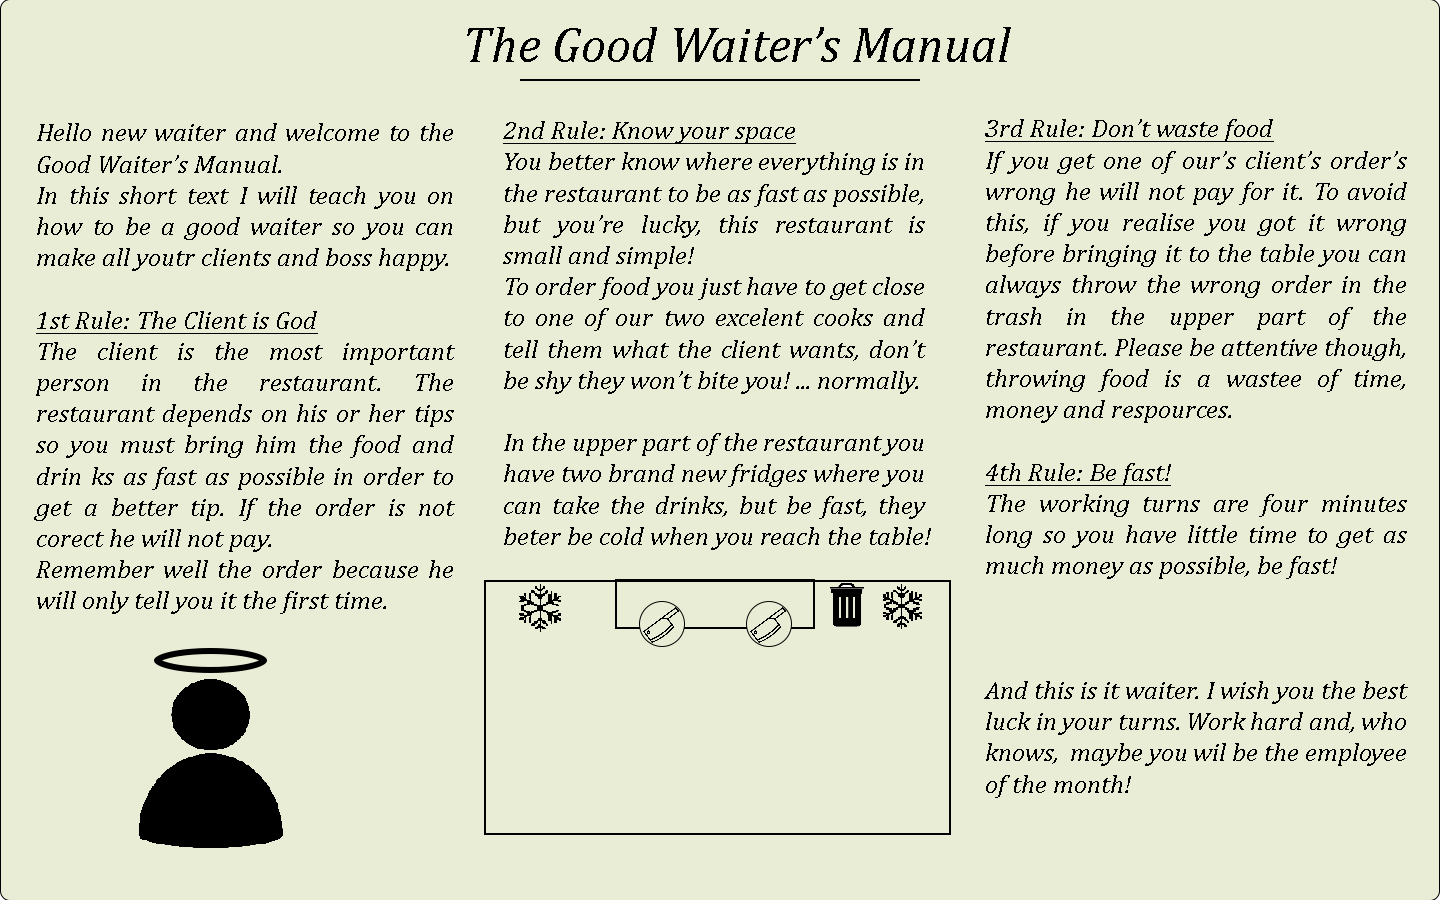 The Good Waiter’s Manual
Hello new waiter and welcome to the
Good Waiter’s Manual.
In this short text I will teach you on
how to be a good waiter so you can
make all youtr clients and boss happy.
1st Rule: The Client is God
The client is the most important
person in the restaurant. The
restaurant depends on his or her tips
so you must bring him the food and
drin ks as fast as possible in order to
get a better tip. If the order is not
corect he will not pay.
Remember well the order because he
will only tell you it the first time.
2nd Rule: Know your space
You better know where everything is in
the restaurant to be as fast as possible,
but you’re lucky, this restaurant is
small and simple!
To order food you just have to get close
to one of our two excelent cooks and
tell them what the client wants, don’t
be shy they won’t bite you! ... normally.
In the upper part of the restaurant you
have two brand new fridges where you
can take the drinks, but be fast, they
beter be cold when you reach the table!
3rd Rule: Don’t waste food
If you get one of our’s client’s order’s
wrong he will not pay for it. To avoid
this, if you realise you got it wrong
before bringing it to the table you can
always throw the wrong order in the
trash in the upper part of the
restaurant. Please be attentive though,
throwing food is a wastee of time,
money and respources.
4th Rule: Be fast!
The working turns are four minutes
long so you have little time to get as
much money as possible, be fast!
And this is it waiter. I wish you the best
luck in your turns. Work hard and, who
knows, maybe you wil be the employee
of the month!